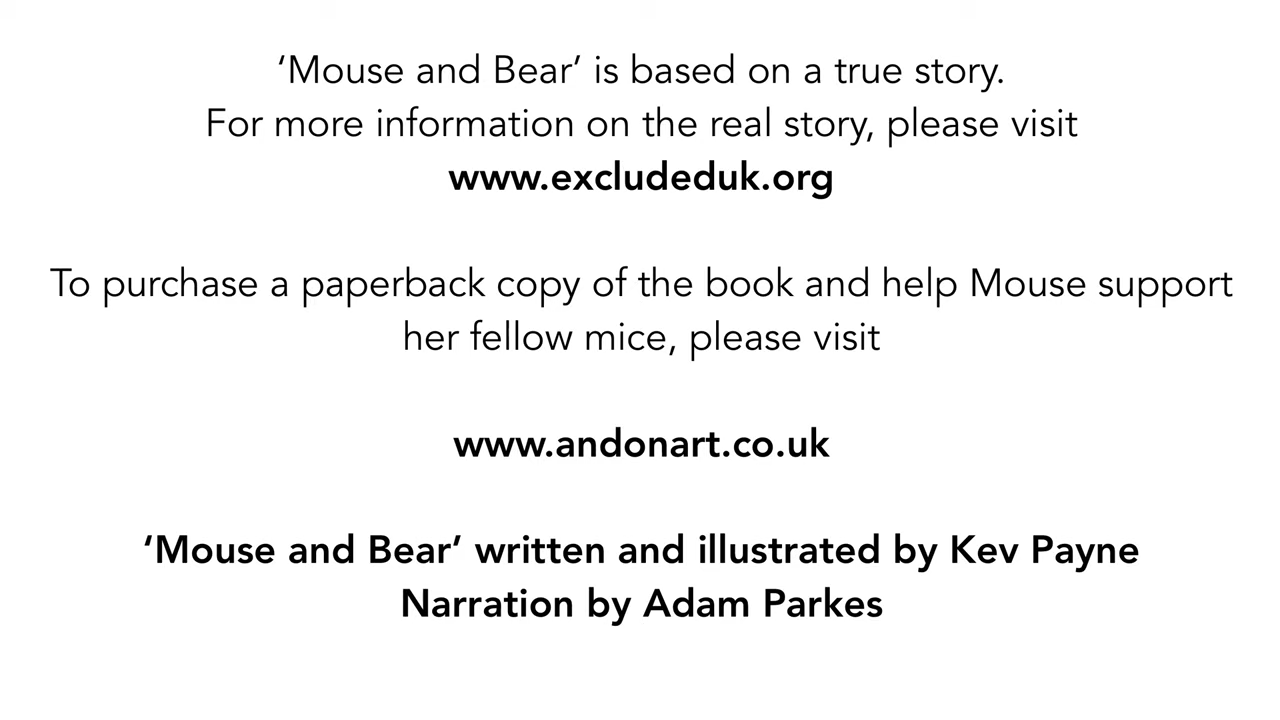 ‘Mouse and Bear’ is based on a true story.
For more information on the real story, please visit
www.excludeduk.org
To purchase a paperback copy of the book and help Mouse support
her fellow mice, please visit
www.andonart.co.uk
‘Mouse and Bear’ written and illustrated by Kev Payne
Narration by Adam Parkes